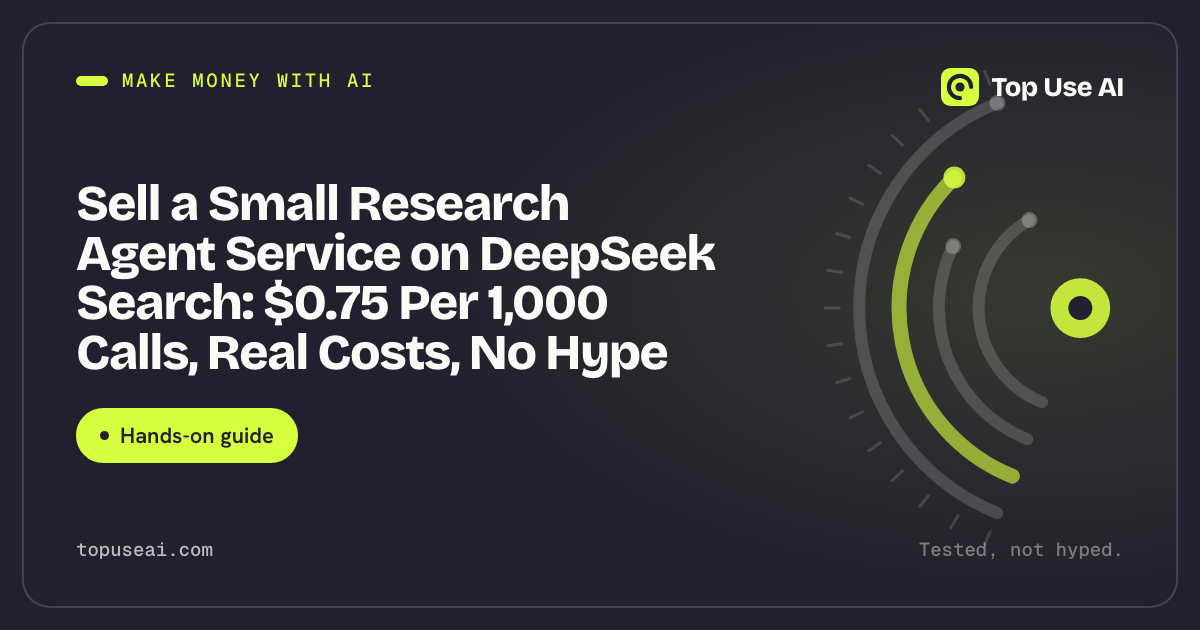 MAKE MONEY WITH AI
Top Use AI
Sell a Small Research
Agent Service on DeepSeek
Search: $0.75 Per 1,000
Calls, Real Costs, No Hype
Hands-on guide
topuseai.com
Tested, not hyped.